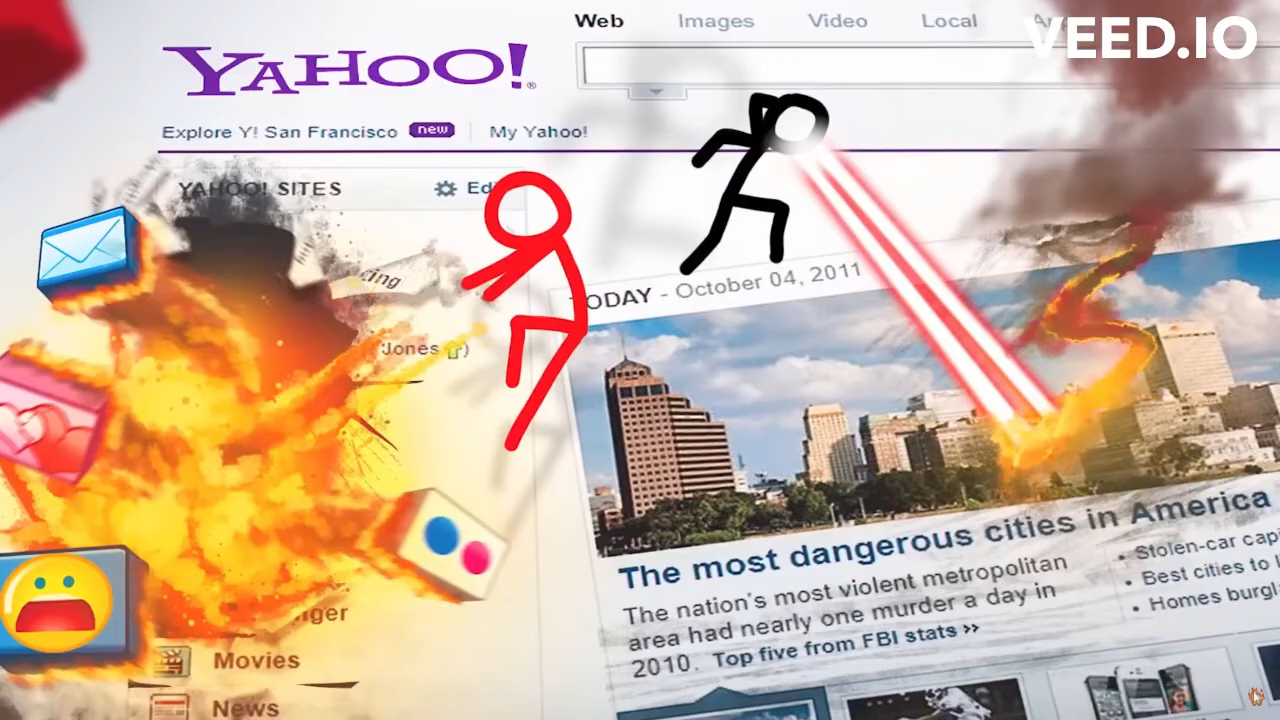 Web Images Video Local
VEED.IO
YAHOO!
Explore Y! San Francisco new My Yahoo!
YAHOO! SITES
TODAY - October 04, 2011
Jones
The most dangerous cities in America
The nation's most violent metropolitan
area had nearly one murder a day in
2010. Top five from FBI stats »
• Stolen-car
• Best cities to
• Homes
Movies
News